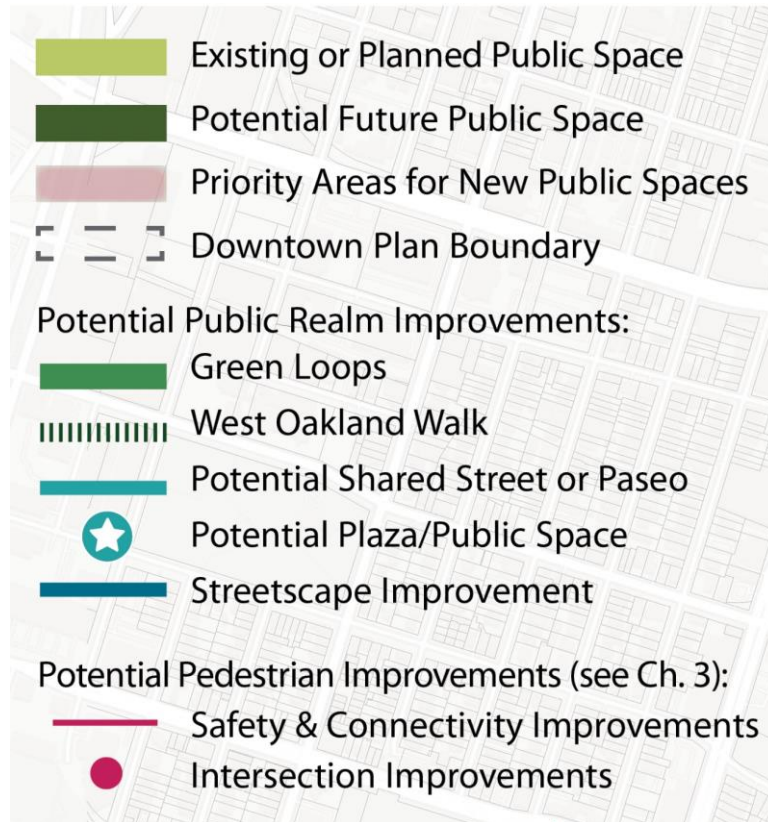 Existing or Planned Public Space
Potential Future Public Space
Priority Areas for New Public Spaces
Downtown Plan Boundary
Potential Public Realm Improvements:
Green Loops
West Oakland Walk
Potential Shared Street or Paseo
Potential Plaza/Public Space
Streetscape Improvement
Potential Pedestrian Improvements (see Ch. 3):
Safety & Connectivity Improvements
Intersection Improvements